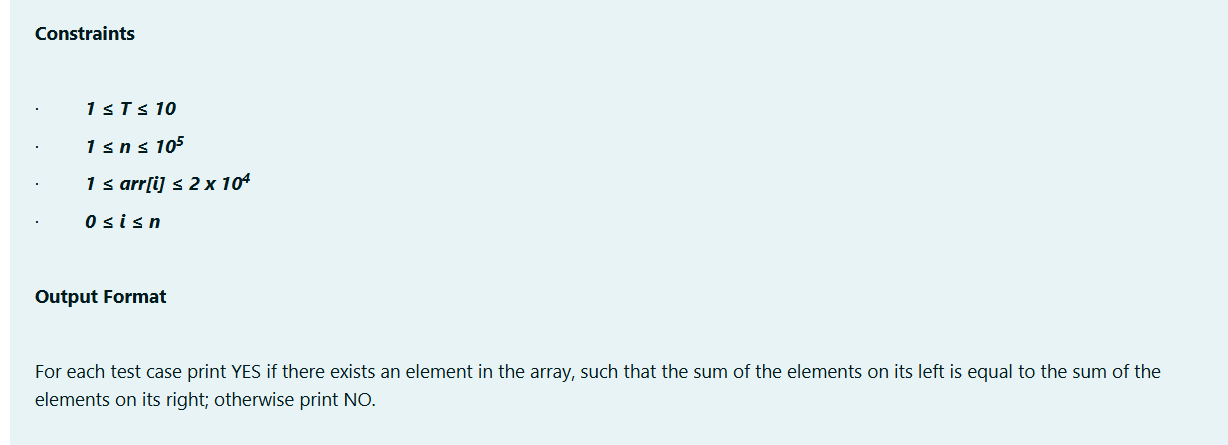 Constraints
· 1 ≤ T ≤ 10
· 1 ≤ n ≤ 10⁵
· 1 ≤ arr[i] ≤ 2 x 10⁴
· 0 ≤ i ≤ n
Output Format
For each test case print YES if there exists an element in the array, such that the sum of the elements on its left is equal to the sum of the
elements on its right; otherwise print NO.